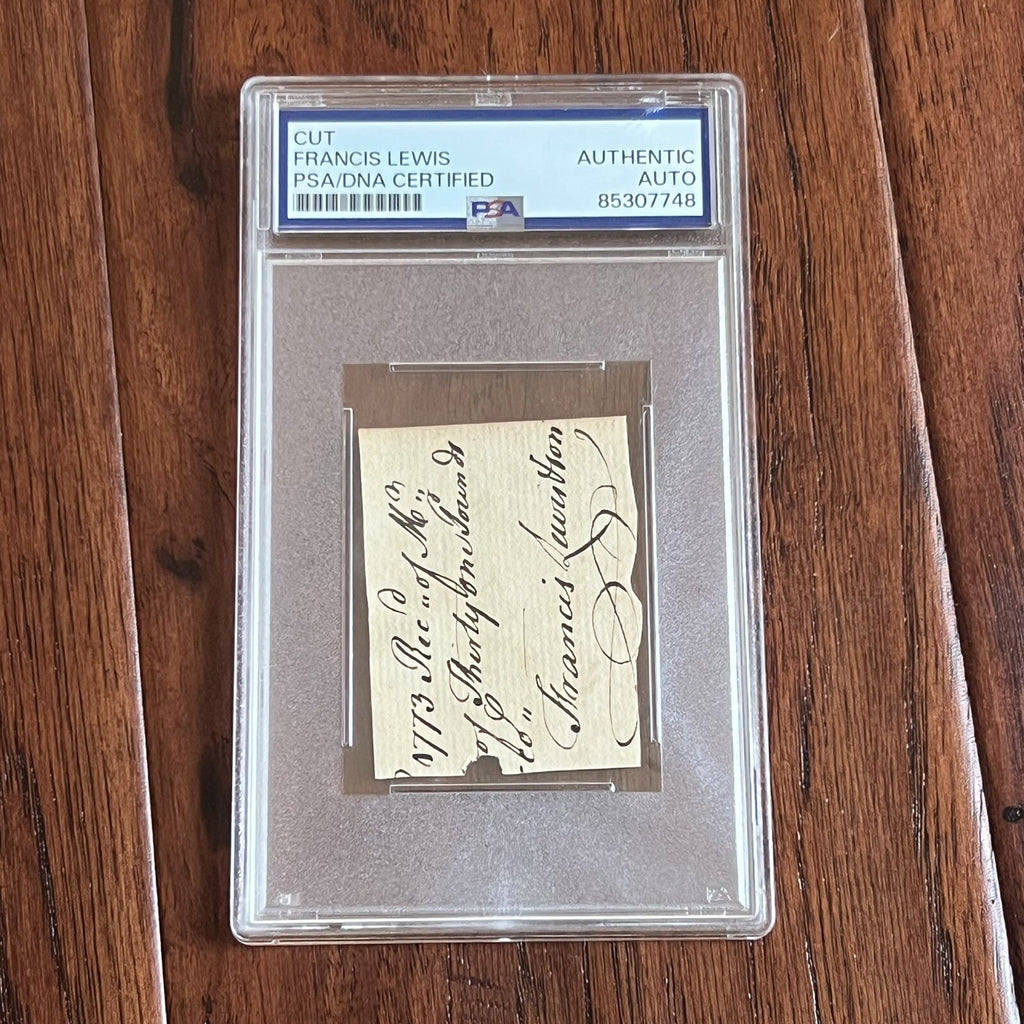 CUT
FRANCIS LEWIS
PSA/DNA CERTIFIED
AUTHENTIC
AUTO
85307748
PSA
1773 Rec'd of Mr
of Thirty one Pounds
Francis